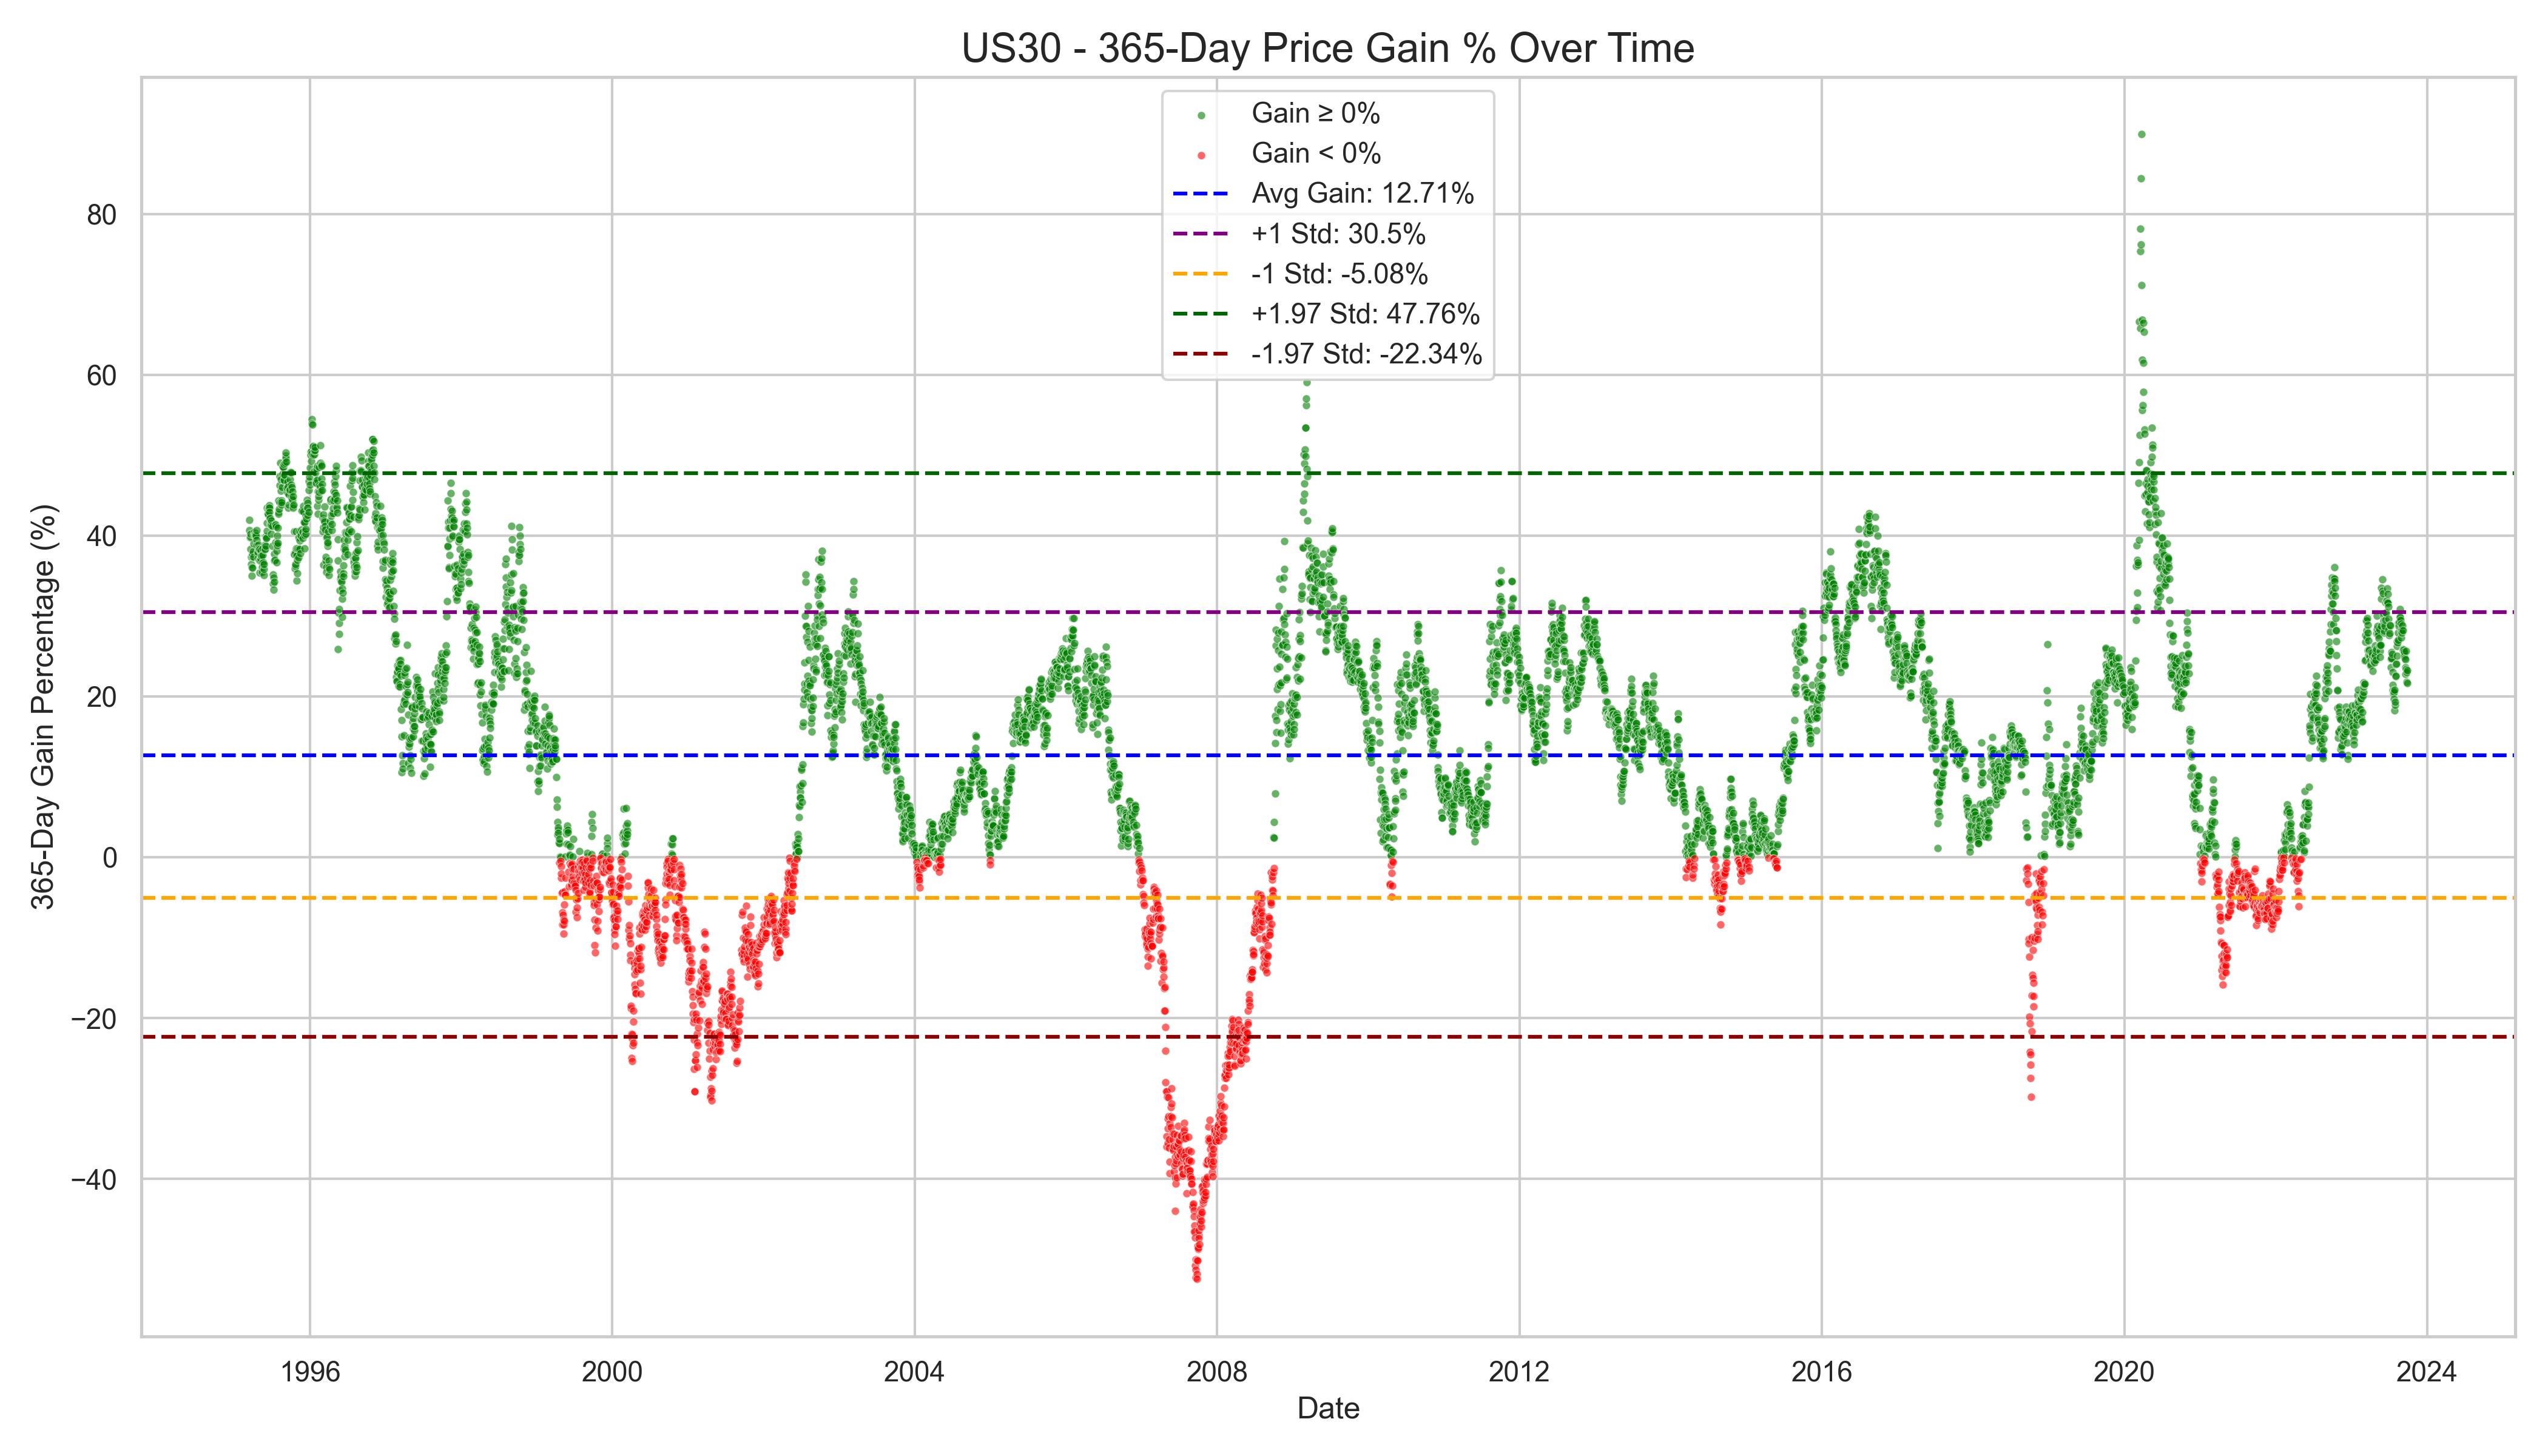 US30 - 365-Day Price Gain % Over Time
Gain ≥ 0%
Gain < 0%
Avg Gain: 12.71%
+1 Std: 30.5%
-1 Std: -5.08%
+1.97 Std: 47.76%
-1.97 Std: -22.34%
365-Day Gain Percentage (%)
80
60
40
20
0
−20
−40
1996 2000 2004 2008 2012 2016 2020 2024
Date